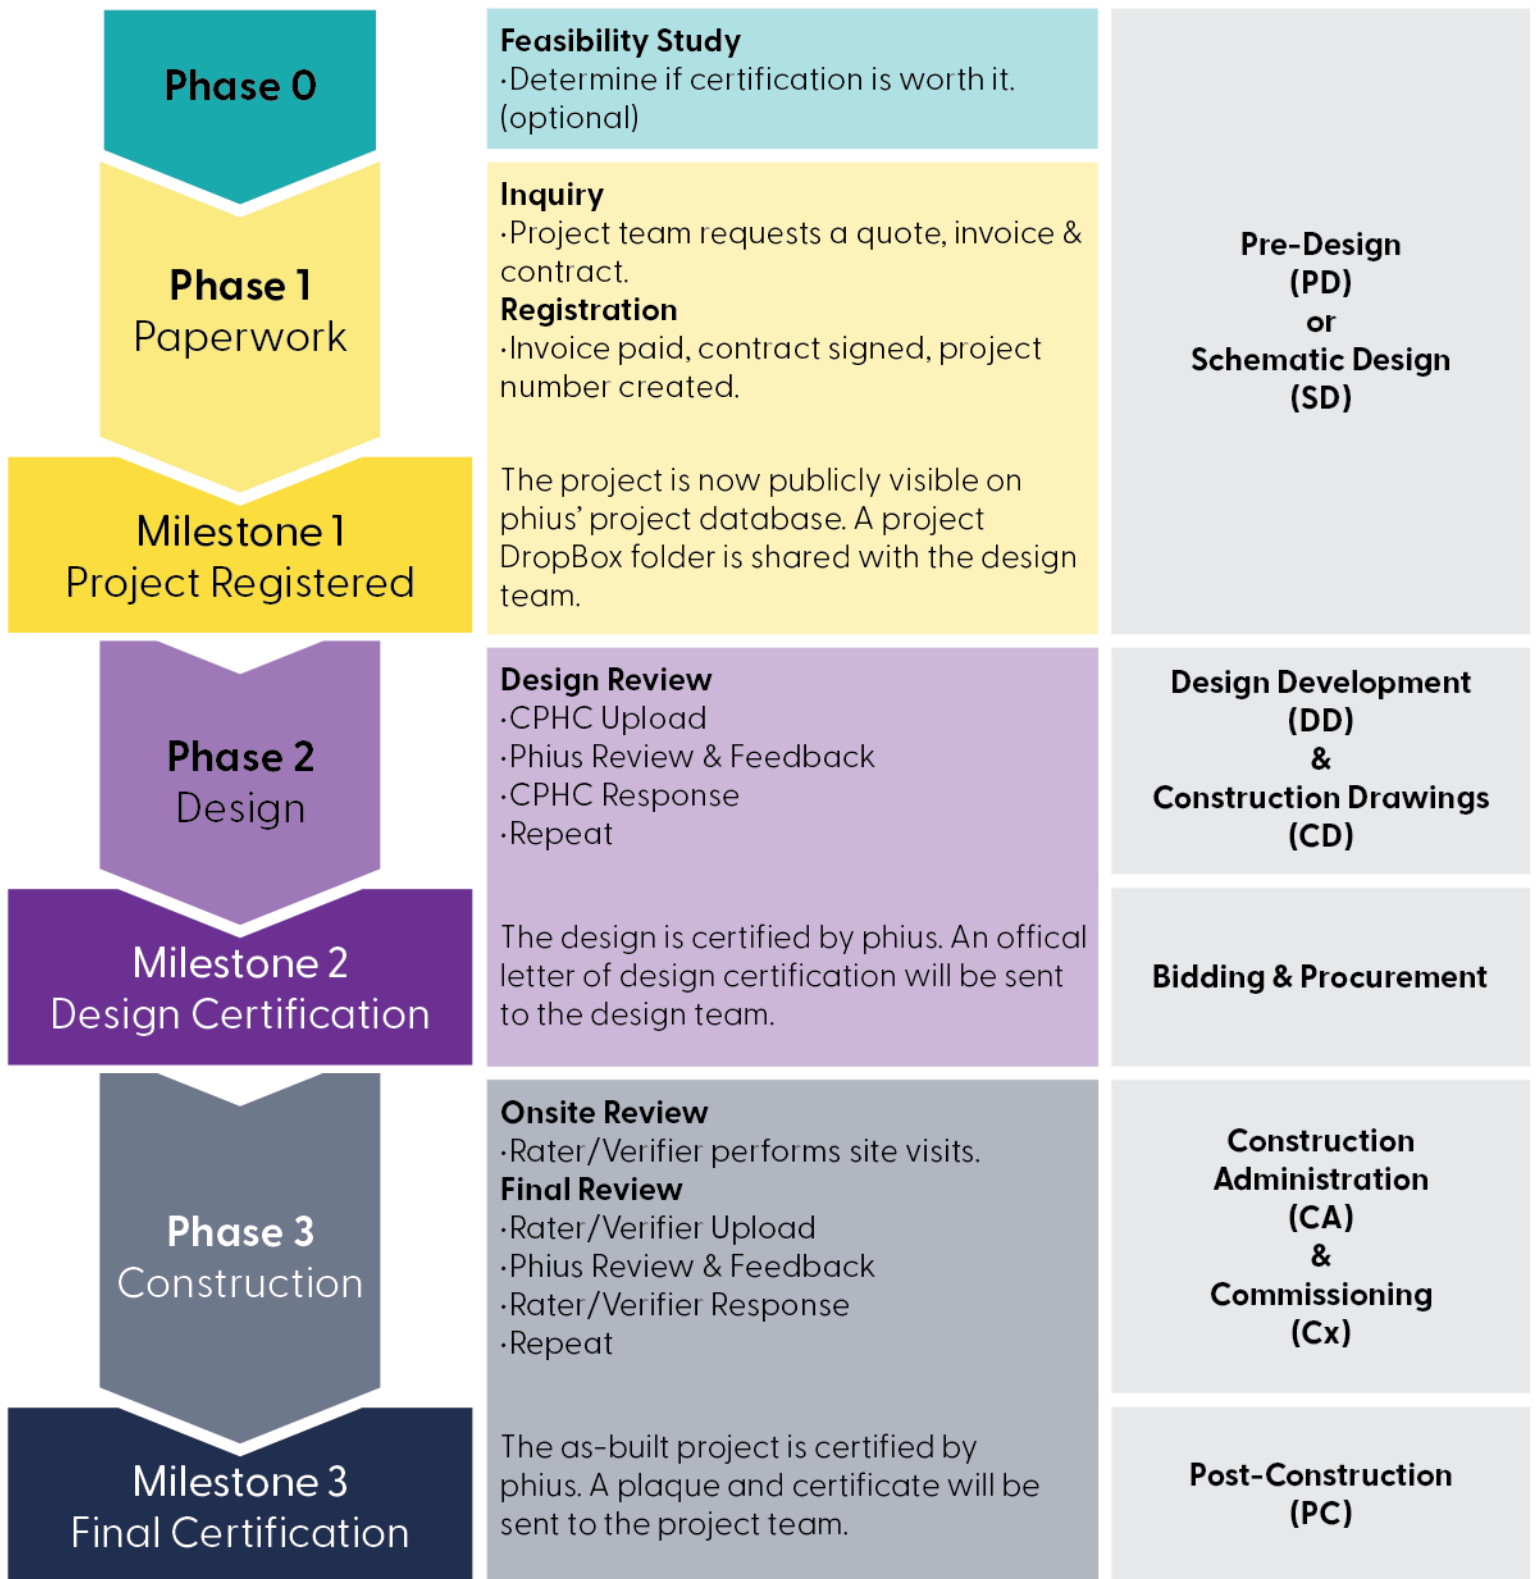 Phase 0
Feasibility Study
·Determine if certification is worth it.
(optional)
Phase 1
Paperwork
Inquiry
·Project team requests a quote, invoice &
contract.
Registration
·Invoice paid, contract signed, project
number created.
Pre-Design
(PD)
or
Schematic Design
(SD)
Milestone 1
Project Registered
The project is now publicly visible on
phius’ project database. A project
DropBox folder is shared with the design
team.
Phase 2
Design
Design Review
·CPHC Upload
·Phius Review & Feedback
·CPHC Response
·Repeat
Design Development
(DD)
&
Construction Drawings
(CD)
Milestone 2
Design Certification
The design is certified by phius. An offical
letter of design certification will be sent
to the design team.
Bidding & Procurement
Phase 3
Construction
Onsite Review
·Rater/Verifier performs site visits.
Final Review
·Rater/Verifier Upload
·Phius Review & Feedback
·Rater/Verifier Response
·Repeat
Construction
Administration
(CA)
&
Commissioning
(Cx)
Milestone 3
Final Certification
The as-built project is certified by
phius. A plaque and certificate will be
sent to the project team.
Post-Construction
(PC)